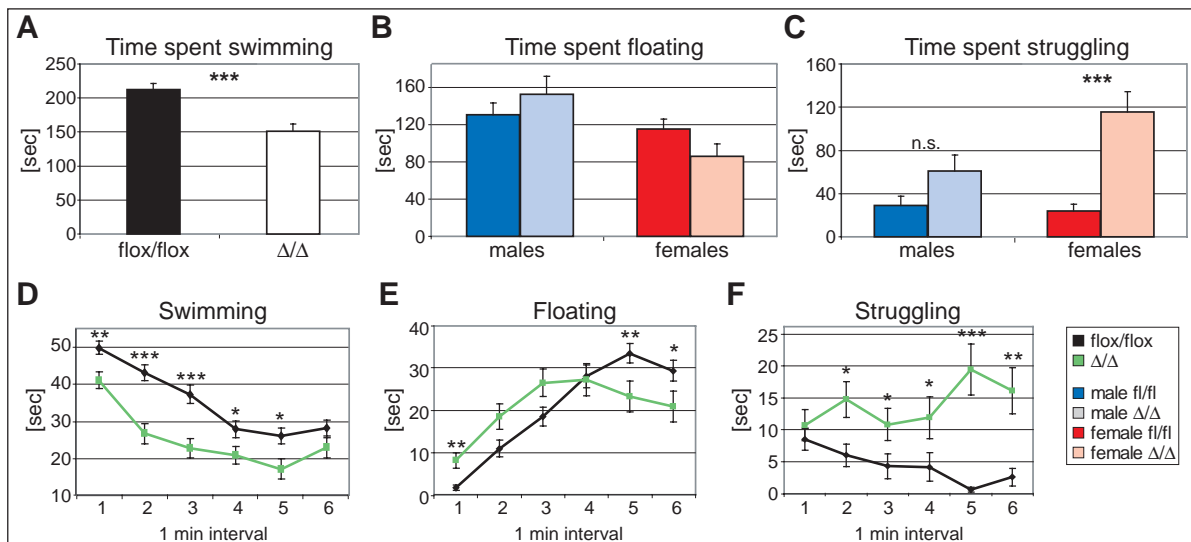 A
Time spent swimming
[sec]
250
200
150
100
50
0
***
flox/flox
Δ/Δ
B
Time spent floating
[sec]
160
120
80
40
0
males
females
C
Time spent struggling
[sec]
160
120
80
40
0
n.s.
***
males
females
D
Swimming
[sec]
50
40
30
20
10
** *** *** * *
1 2 3 4 5 6
1 min interval
E
Floating
[sec]
40
30
20
10
0
** ** *
1 2 3 4 5 6
1 min interval
F
Struggling
[sec]
25
20
15
10
5
0
* * * *** **
1 2 3 4 5 6
1 min interval
flox/flox
Δ/Δ
male fl/fl
male Δ/Δ
female fl/fl
female Δ/Δ